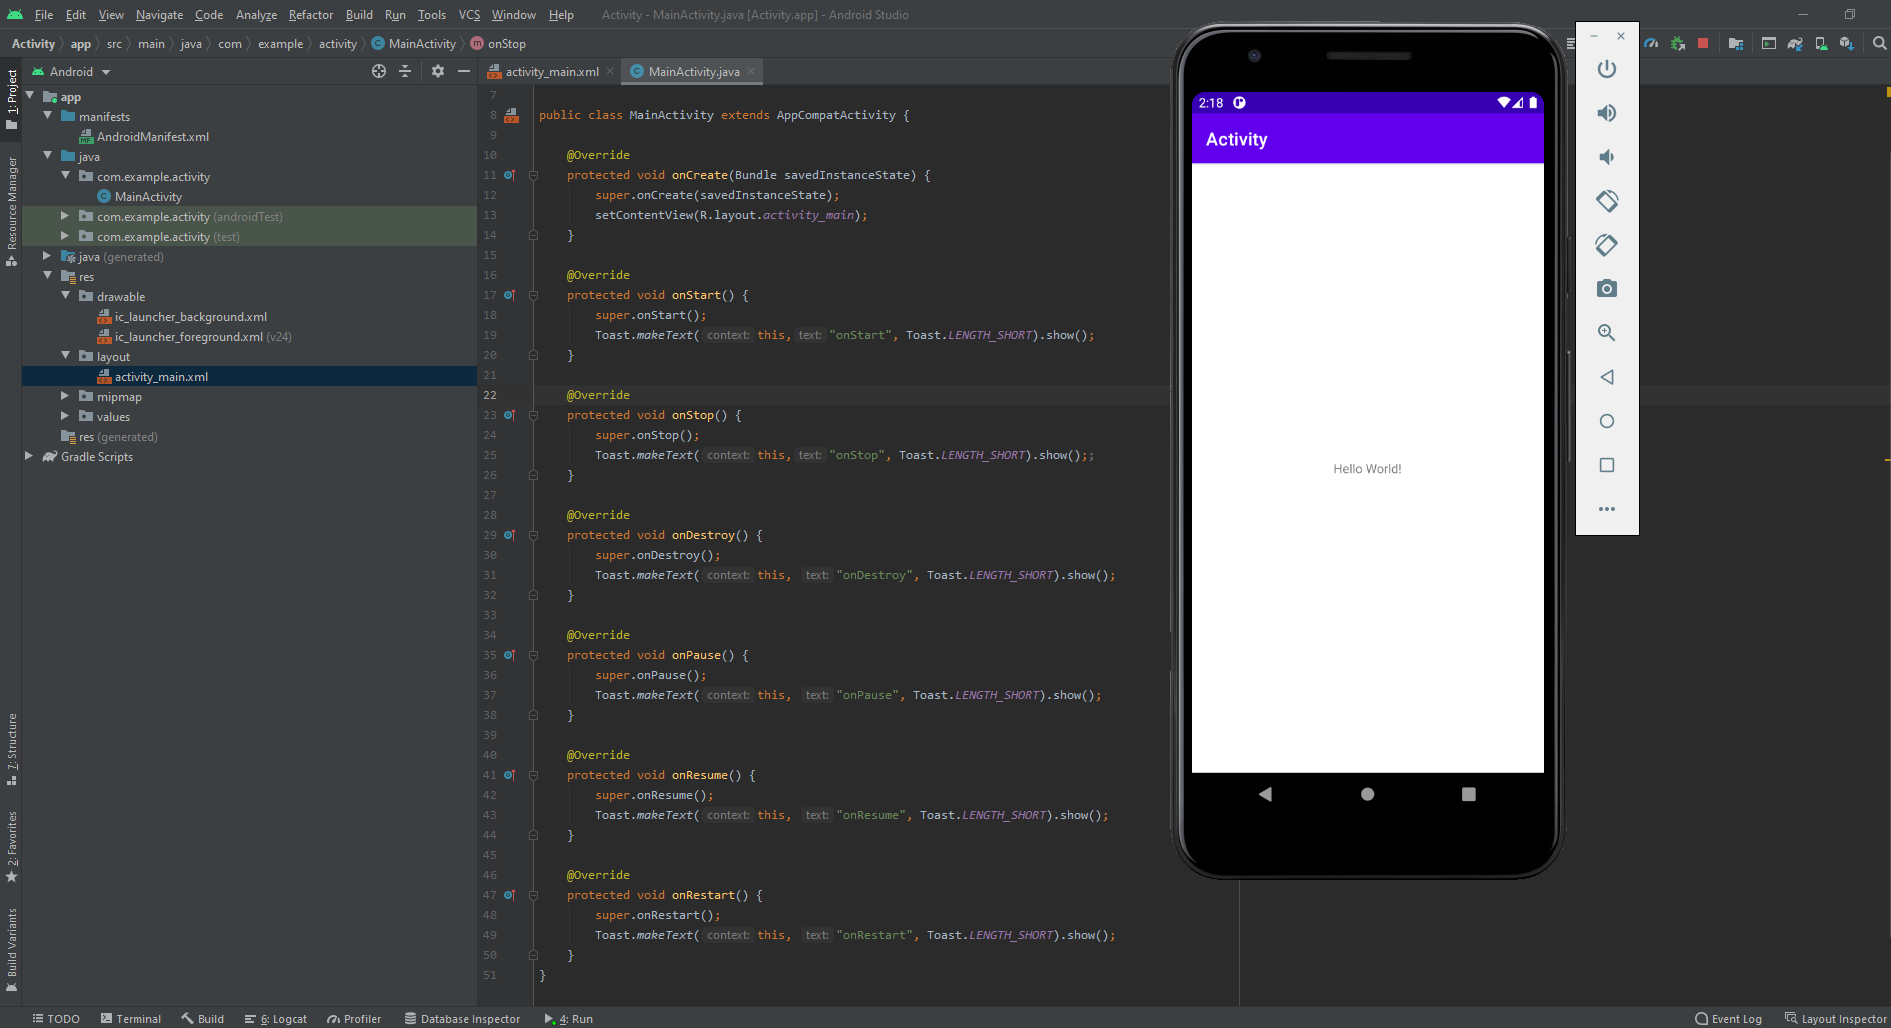 File Edit View Navigate Code Analyze Refactor Build Run Tools VCS Window Help Activity - MainActivity.java [Activity.app] - Android Studio
Activity app src main java com example activity MainActivity onStop
Android
activity_main.xml MainActivity.java
1: Project
Resource Manager
7: Structure
2: Favorites
Build Variants
app
manifests
AndroidManifest.xml
java
com.example.activity
MainActivity
com.example.activity (androidTest)
com.example.activity (test)
java (generated)
res
drawable
ic_launcher_background.xml
ic_launcher_foreground.xml (v24)
layout
activity_main.xml
mipmap
values
res (generated)
Gradle Scripts
7
8 public class MainActivity extends AppCompatActivity {
9
10 @Override
11 protected void onCreate(Bundle savedInstanceState) {
12 super.onCreate(savedInstanceState);
13 setContentView(R.layout.activity_main);
14 }
15
16 @Override
17 protected void onStart() {
18 super.onStart();
19 Toast.makeText( context: this, text: "onStart", Toast.LENGTH_SHORT).show();
20 }
21
22 @Override
23 protected void onStop() {
24 super.onStop();
25 Toast.makeText( context: this, text: "onStop", Toast.LENGTH_SHORT).show();;
26 }
27
28 @Override
29 protected void onDestroy() {
30 super.onDestroy();
31 Toast.makeText( context: this, text: "onDestroy", Toast.LENGTH_SHORT).show();
32 }
33
34 @Override
35 protected void onPause() {
36 super.onPause();
37 Toast.makeText( context: this, text: "onPause", Toast.LENGTH_SHORT).show();
38 }
39
40 @Override
41 protected void onResume() {
42 super.onResume();
43 Toast.makeText( context: this, text: "onResume", Toast.LENGTH_SHORT).show();
44 }
45
46 @Override
47 protected void onRestart() {
48 super.onRestart();
49 Toast.makeText( context: this, text: "onRestart", Toast.LENGTH_SHORT).show();
50 }
51 }
2:18
Activity
Hello World!
TODO Terminal Build 6: Logcat Profiler Database Inspector 4: Run Event Log Layout Inspector